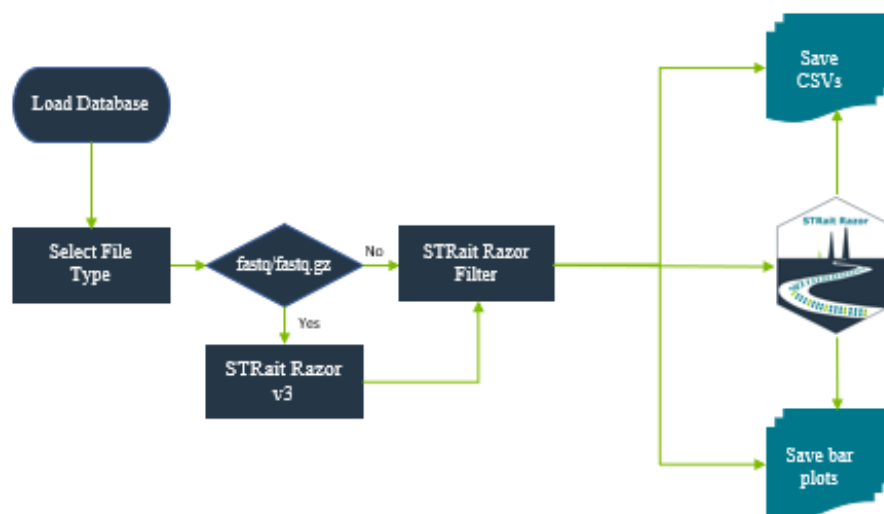 Load Database
Select File
Type
fastq/fastq.gz
No
Yes
STRait Razor
v3
STRait Razor
Filter
Save
CSVs
STRait Razor
Save bar
plots